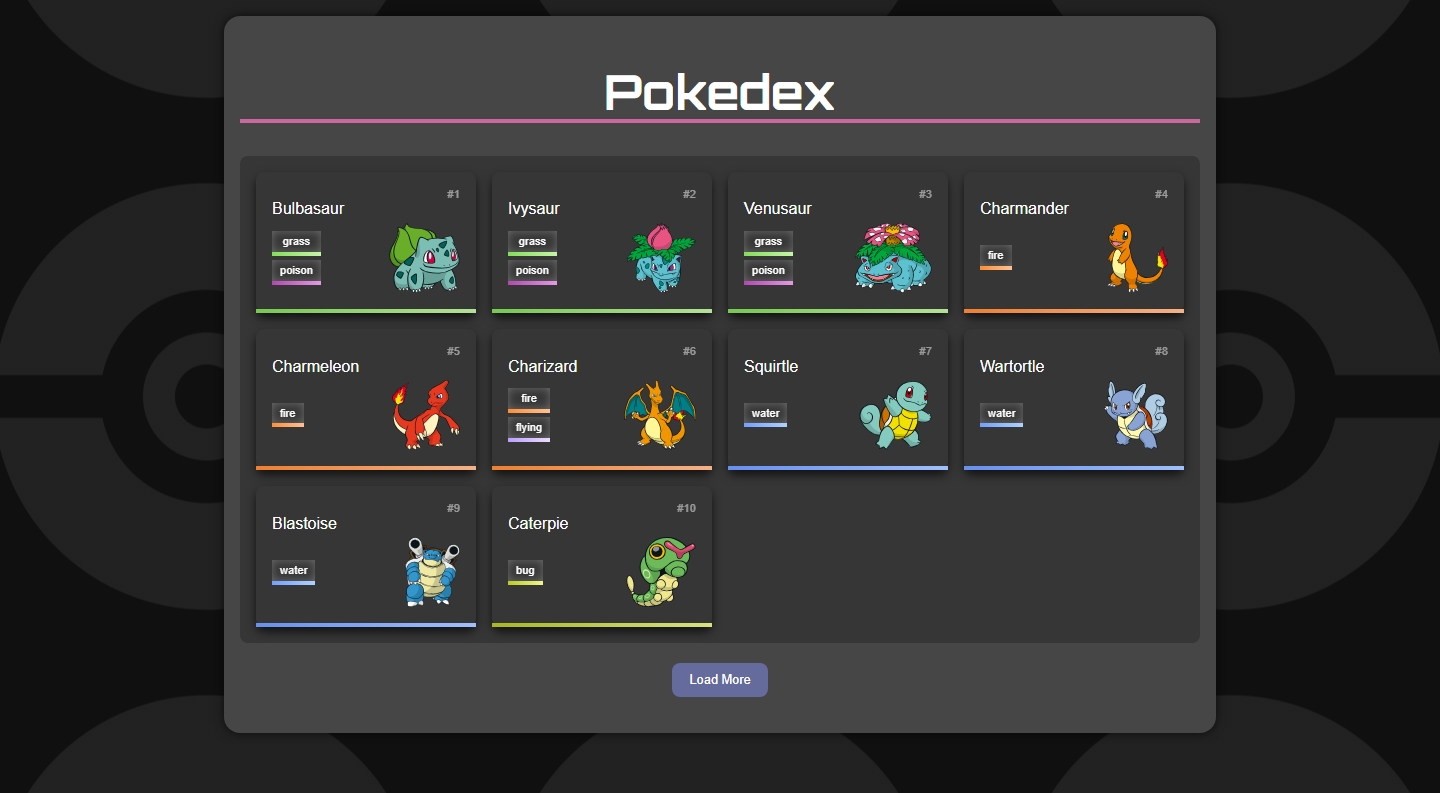 Pokedex
#1
Bulbasaur
grass
poison
#2
Ivysaur
grass
poison
#3
Venusaur
grass
poison
#4
Charmander
fire
#5
Charmeleon
fire
#6
Charizard
fire
flying
#7
Squirtle
water
#8
Wartortle
water
#9
Blastoise
water
#10
Caterpie
bug
Load More